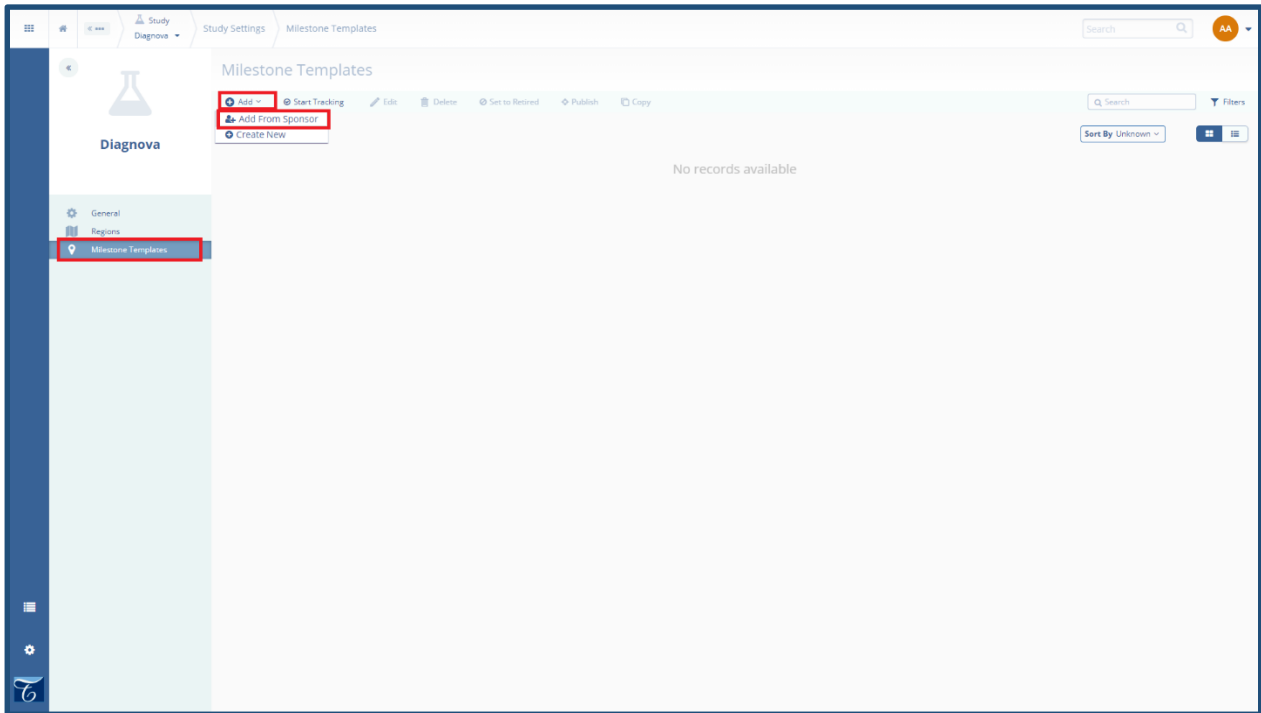 Study
Diagnova
Study Settings
Milestone Templates
Search
AA
Milestone Templates
Add
Start Tracking
Edit
Delete
Set to Retired
Publish
Copy
Search
Filters
Add From Sponsor
Create New
Sort By Unknown
Diagnova
No records available
General
Regions
Milestone Templates